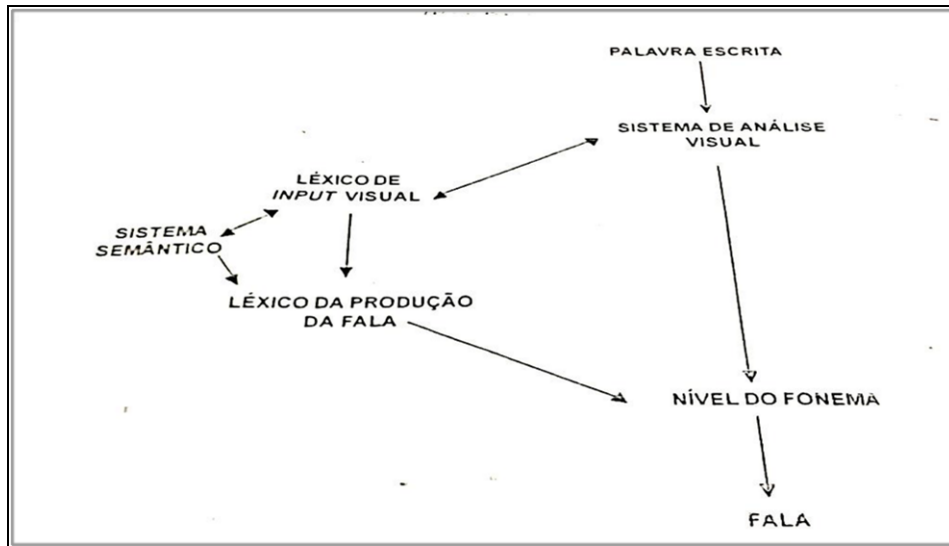 PALAVRA ESCRITA
SISTEMA DE ANÁLISE
VISUAL
LÉXICO DE
INPUT VISUAL
SISTEMA
SEMÂNTICO
LÉXICO DA PRODUÇÃO
DA FALA
NÍVEL DO FONEMA
FALA